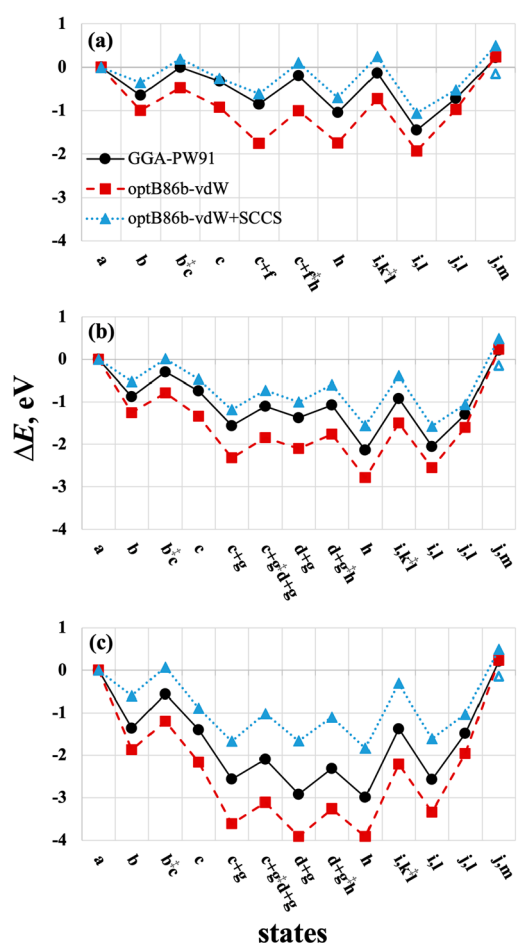 1
(a)
0
-1
-2
-3
-4
GGA-PW91
optB86b-vdW
optB86b-vdW+SCCS
a
b
b‡c
c
c+f
c+f‡h
h
i,k‡l
i,l
j,l
j,m
1
(b)
0
-1
-2
-3
-4
ΔE, eV
a
b
b‡c
c
c+g
c+g‡d+g
d+g
d+g‡h
h
i,k‡l
i,l
j,l
j,m
1
(c)
0
-1
-2
-3
-4
a
b
b‡c
c
c+g
c+g‡d+g
d+g
d+g‡h
h
i,k‡l
i,l
j,l
j,m
states